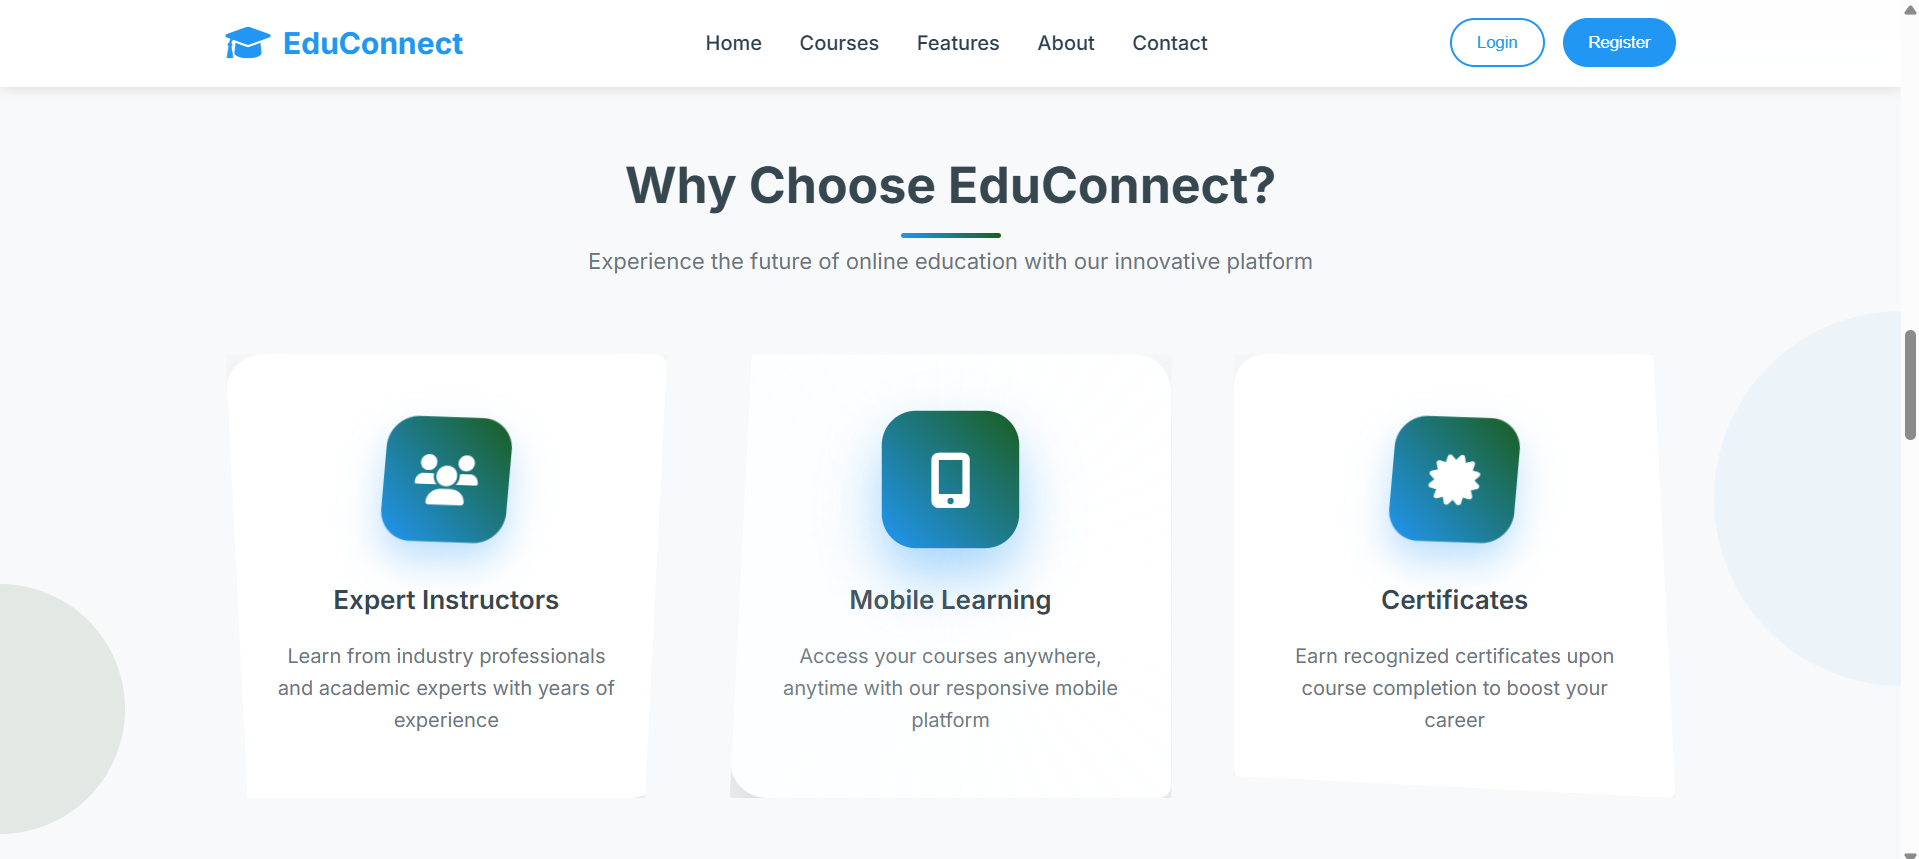 EduConnect
Home
Courses
Features
About
Contact
Login
Register
Why Choose EduConnect?
Experience the future of online education with our innovative platform
Expert Instructors
Learn from industry professionals
and academic experts with years of
experience
Mobile Learning
Access your courses anywhere,
anytime with our responsive mobile
platform
Certificates
Earn recognized certificates upon
course completion to boost your
career